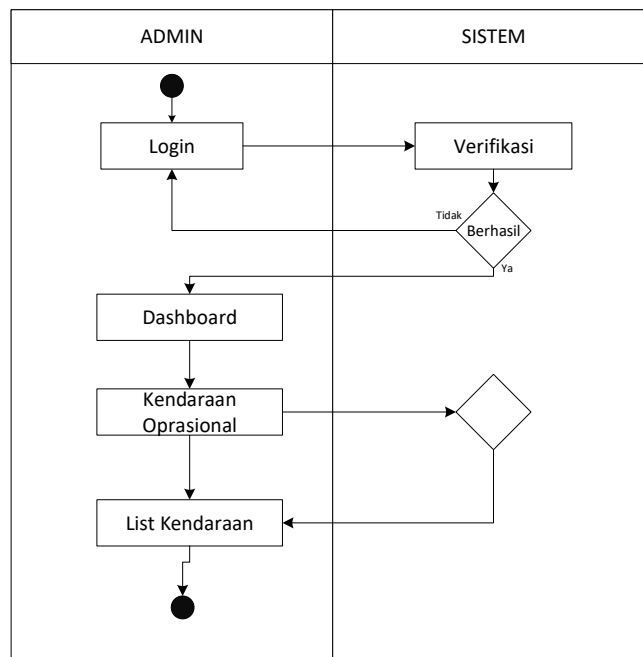 ADMIN
SISTEM
Login
Verifikasi
Tidak
Berhasil
Ya
Dashboard
Kendaraan
Oprasional
List Kendaraan